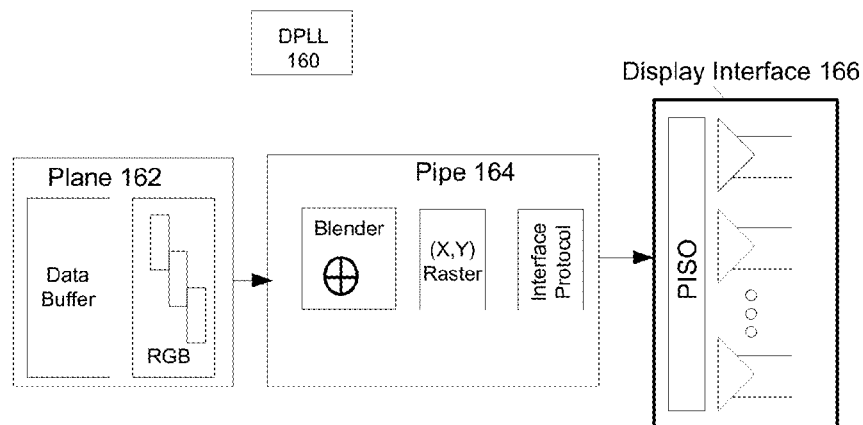 DPLL
160
Display Interface 166
Plane 162
Pipe 164
Data
Buffer
RGB
Blender
(X,Y)
Raster
Interface
Protocol
PISO